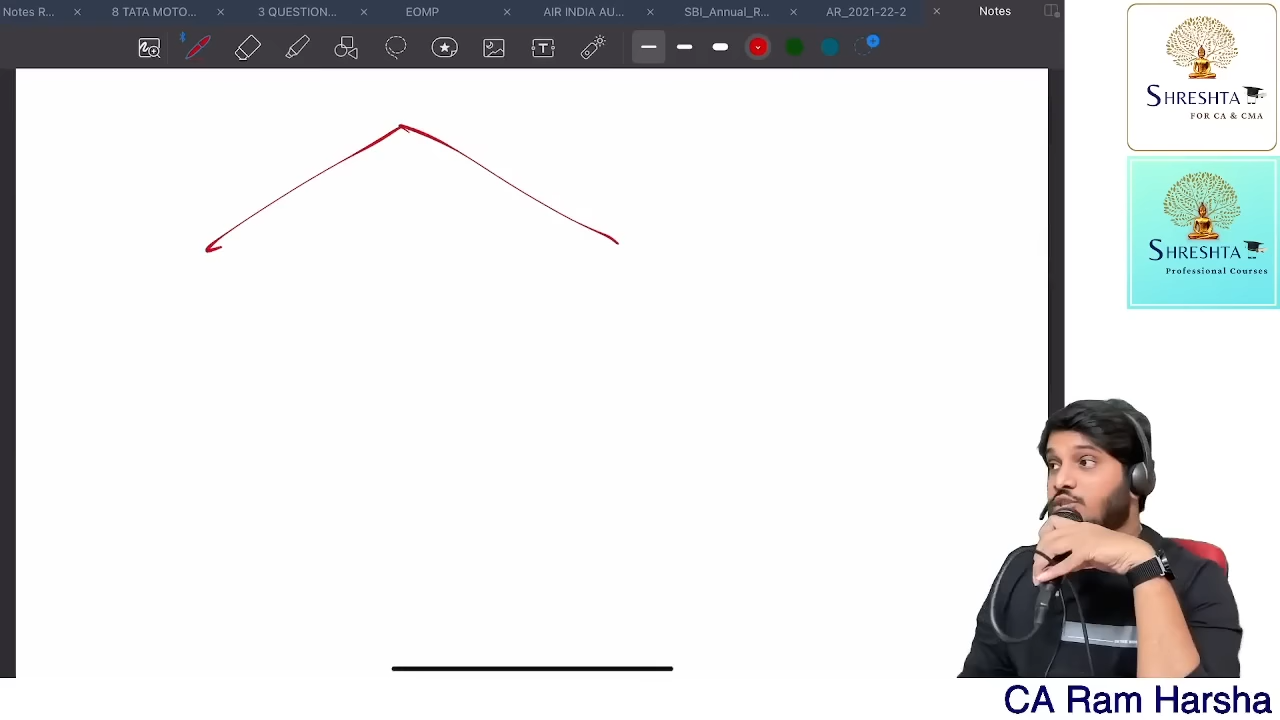 Notes R...
8 TATA MOTO...
3 QUESTION...
EOMP
AIR INDIA AU...
SBI_Annual_R...
AR_2021-22-2
Notes
SHRESHTA
FOR CA & CMA
SHRESHTA
Professional Courses
CA Ram Harsha